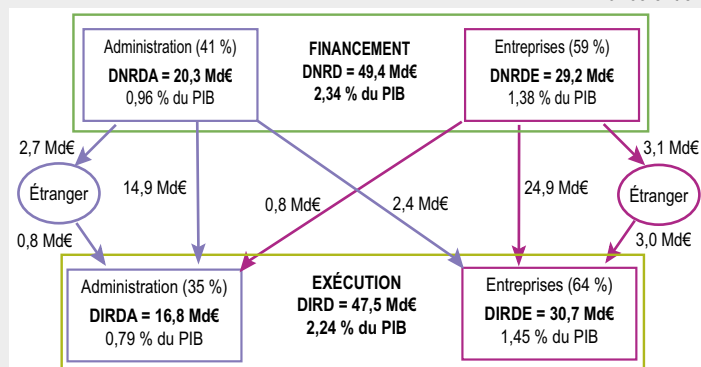 Administration (41 %)
DNRDA = 20,3 Md€
0,96 % du PIB
FINANCEMENT
DNRD = 49,4 Md€
2,34 % du PIB
Entreprises (59 %)
DNRDE = 29,2 Md€
1,38 % du PIB
2,7 Md€
3,1 Md€
Étranger
14,9 Md€
0,8 Md€
2,4 Md€
24,9 Md€
Étranger
0,8 Md€
3,0 Md€
Administration (35 %)
DIRDA = 16,8 Md€
0,79 % du PIB
EXÉCUTION
DIRD = 47,5 Md€
2,24 % du PIB
Entreprises (64 %)
DIRDE = 30,7 Md€
1,45 % du PIB